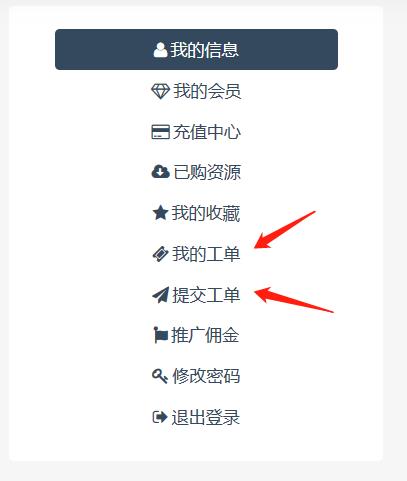 我的信息
我的会员
充值中心
已购资源
我的收藏
我的工单
提交工单
推广佣金
修改密码
退出登录